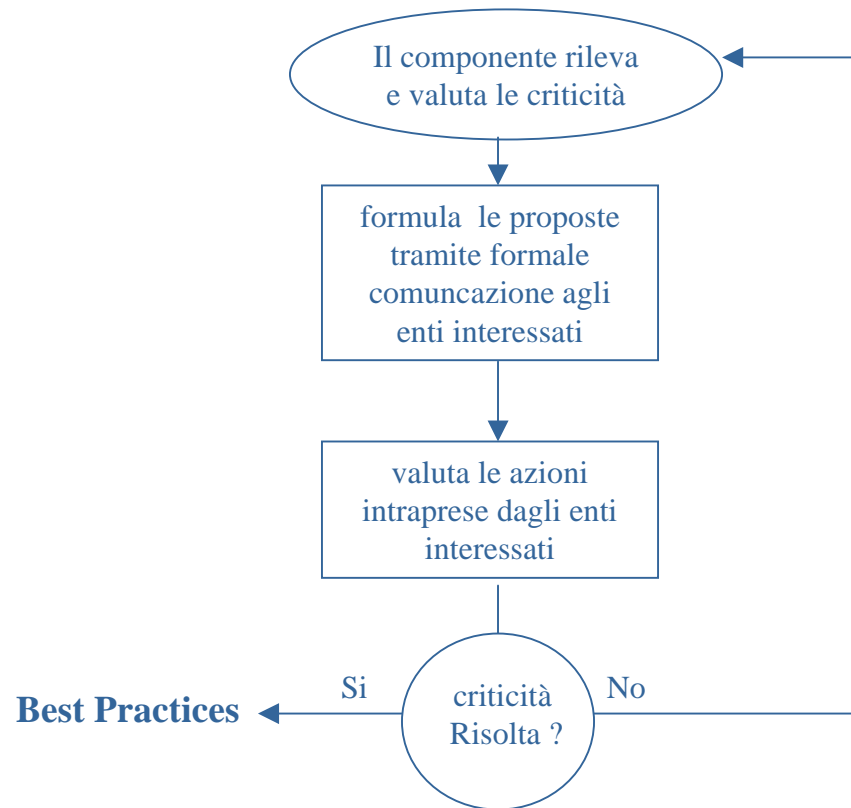 Il componente rileva
e valuta le criticità
formula le proposte
tramite formale
comuncazione agli
enti interessati
valuta le azioni
intraprese dagli enti
interessati
Si
No
Best Practices
criticità
Risolta ?